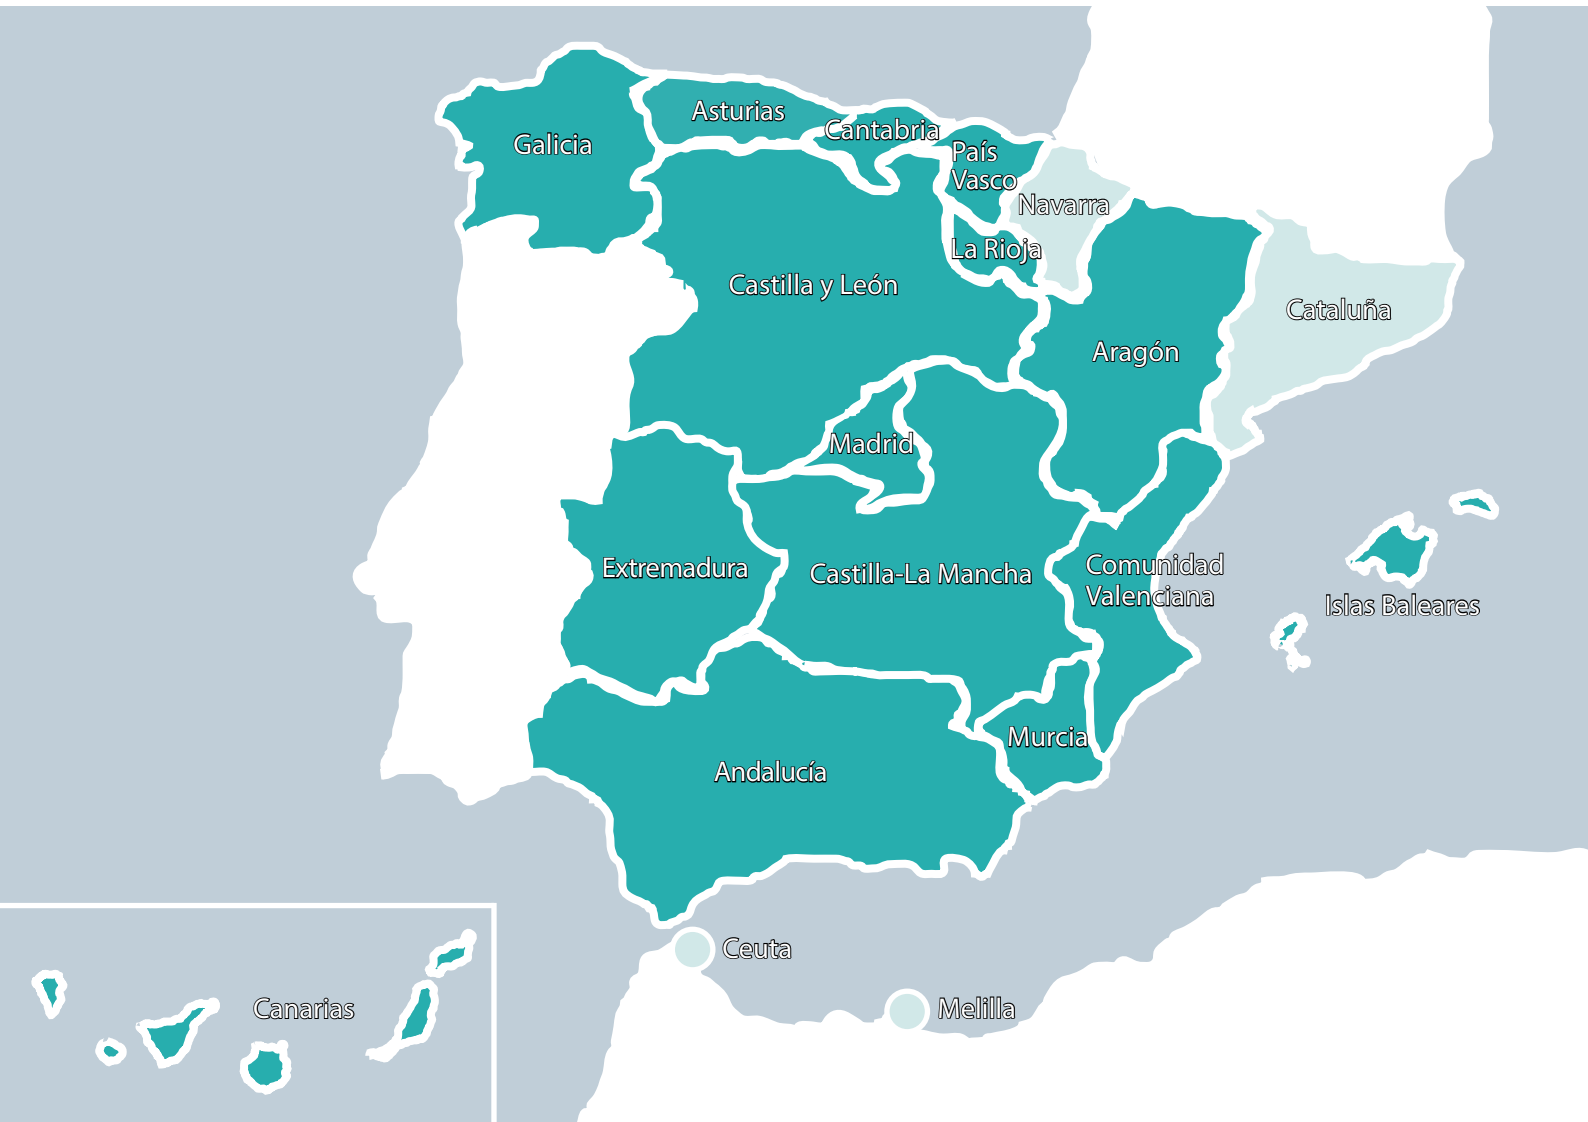 Asturias
Cantabria
Galicia
País
Vasco
Navarra
La Rioja
Castilla y León
Cataluña
Aragón
Madrid
Extremadura
Castilla-La Mancha
Comunidad
Valenciana
Islas Baleares
Murcia
Andalucía
Ceuta
Canarias
Melilla